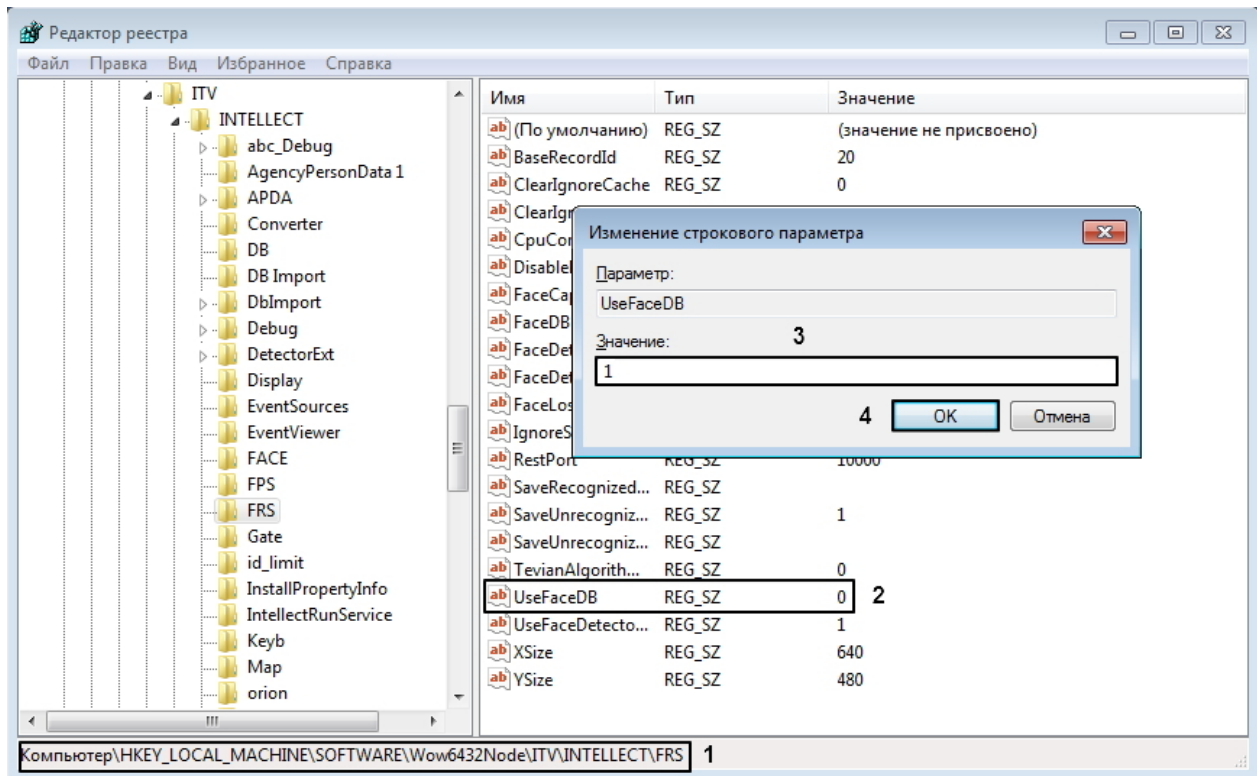 Редактор реестра
Файл Правка Вид Избранное Справка
ITV
INTELLECT
abc_Debug
AgencyPersonData 1
APDA
Converter
DB
DB Import
DbImport
Debug
DetectorExt
Display
EventSources
EventViewer
FACE
FPS
FRS
Gate
id_limit
InstallPropertyInfo
IntellectRunService
Keyb
Map
orion
Имя Тип Значение
(По умолчанию) REG_SZ (значение не присвоено)
BaseRecordId REG_SZ 20
ClearIgnoreCache REG_SZ 0
RestPort REG_SZ 10000
SaveRecognized... REG_SZ
SaveUnrecogniz... REG_SZ 1
SaveUnrecogniz... REG_SZ
TevianAlgorith... REG_SZ 0
UseFaceDB REG_SZ 0 2
UseFaceDetecto... REG_SZ 1
XSize REG_SZ 640
YSize REG_SZ 480
Изменение строкового параметра
Параметр:
UseFaceDB
Значение: 3
1
4 OK Отмена
Компьютер\HKEY_LOCAL_MACHINE\SOFTWARE\Wow6432Node\ITV\INTELLECT\FRS 1